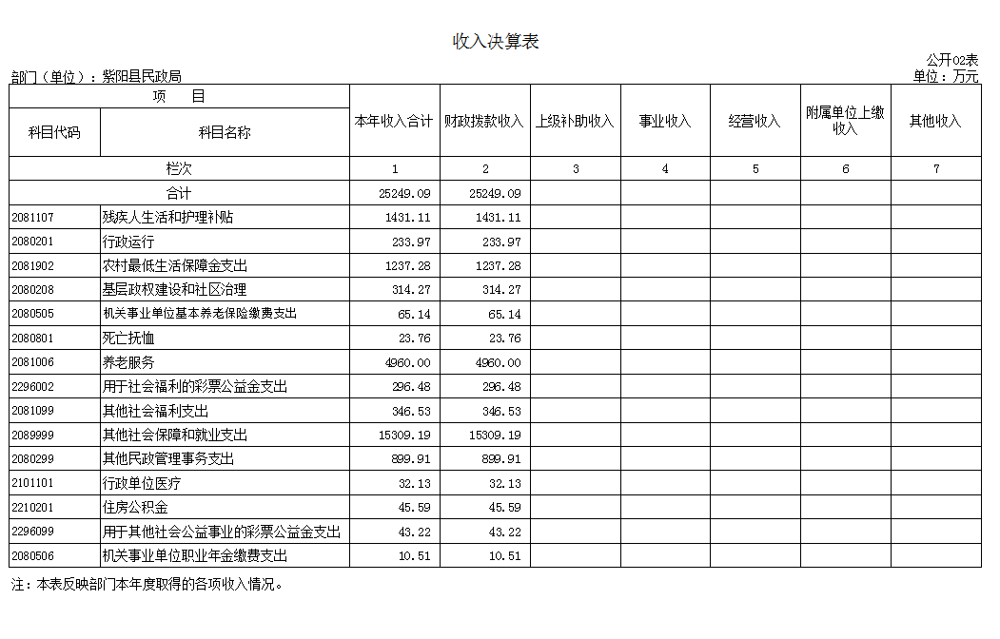 收入决算表
公开02表
部门（单位）：紫阳县民政局 单位：万元
项 目 本年收入合计 财政拨款收入 上级补助收入 事业收入 经营收入 附属单位上缴收入 其他收入
科目代码 科目名称
栏次 1 2 3 4 5 6 7
合计 25249.09 25249.09
2081107 残疾人生活和护理补贴 1431.11 1431.11
2080201 行政运行 233.97 233.97
2081902 农村最低生活保障金支出 1237.28 1237.28
2080208 基层政权建设和社区治理 314.27 314.27
2080505 机关事业单位基本养老保险缴费支出 65.14 65.14
2080801 死亡抚恤 23.76 23.76
2081006 养老服务 4960.00 4960.00
2296002 用于社会福利的彩票公益金支出 296.48 296.48
2081099 其他社会福利支出 346.53 346.53
2089999 其他社会保障和就业支出 15309.19 15309.19
2080299 其他民政管理事务支出 899.91 899.91
2101101 行政单位医疗 32.13 32.13
2210201 住房公积金 45.59 45.59
2296099 用于其他社会公益事业的彩票公益金支出 43.22 43.22
2080506 机关事业单位职业年金缴费支出 10.51 10.51
注：本表反映部门本年度取得的各项收入情况。